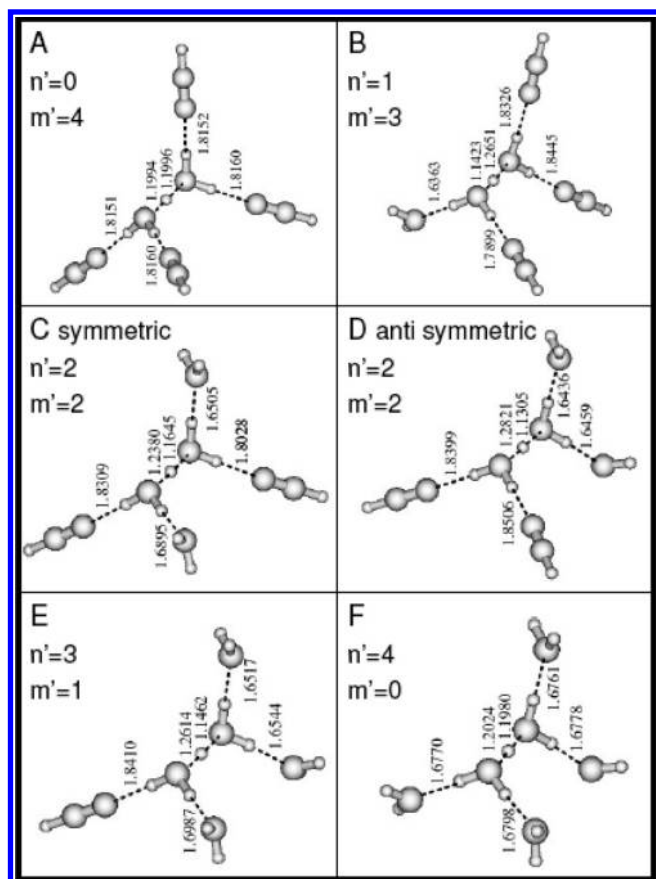 A
n'=0
m'=4
1.8152
1.1994
1.1996
1.8160
1.8151
1.8160
B
n'=1
m'=3
1.8326
1.1423
1.2651
1.8445
1.6363
1.7899
C symmetric
n'=2
m'=2
1.6505
1.2380
1.1645
1.8028
1.8309
1.6895
D anti symmetric
n'=2
m'=2
1.6436
1.2821
1.1305
1.6459
1.8399
1.8506
E
n'=3
m'=1
1.6517
1.2614
1.1462
1.6544
1.8410
1.6987
F
n'=4
m'=0
1.6761
1.2024
1.1980
1.6778
1.6770
1.6798